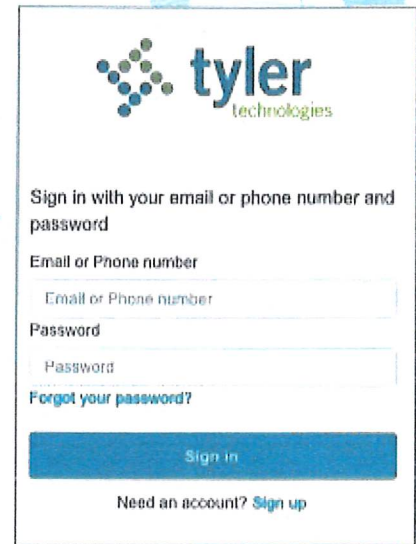 tyler
technologies
Sign in with your email or phone number and
password
Email or Phone number
Email or Phone number
Password
Password
Forgot your password?
Sign in
Need an account? Sign up